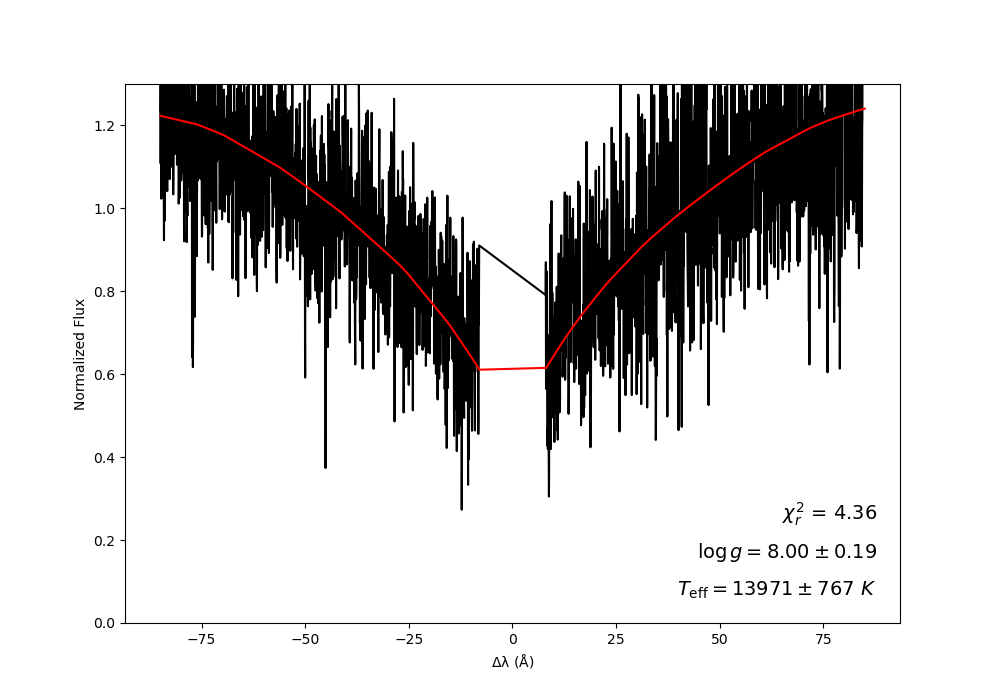 1.2
1.0
0.8
0.6
0.4
0.2
0.0
Normalized Flux
χ²ᵣ = 4.36
log g = 8.00 ± 0.19
T_eff = 13971 ± 767 K
−75 −50 −25 0 25 50 75
Δλ (Å)